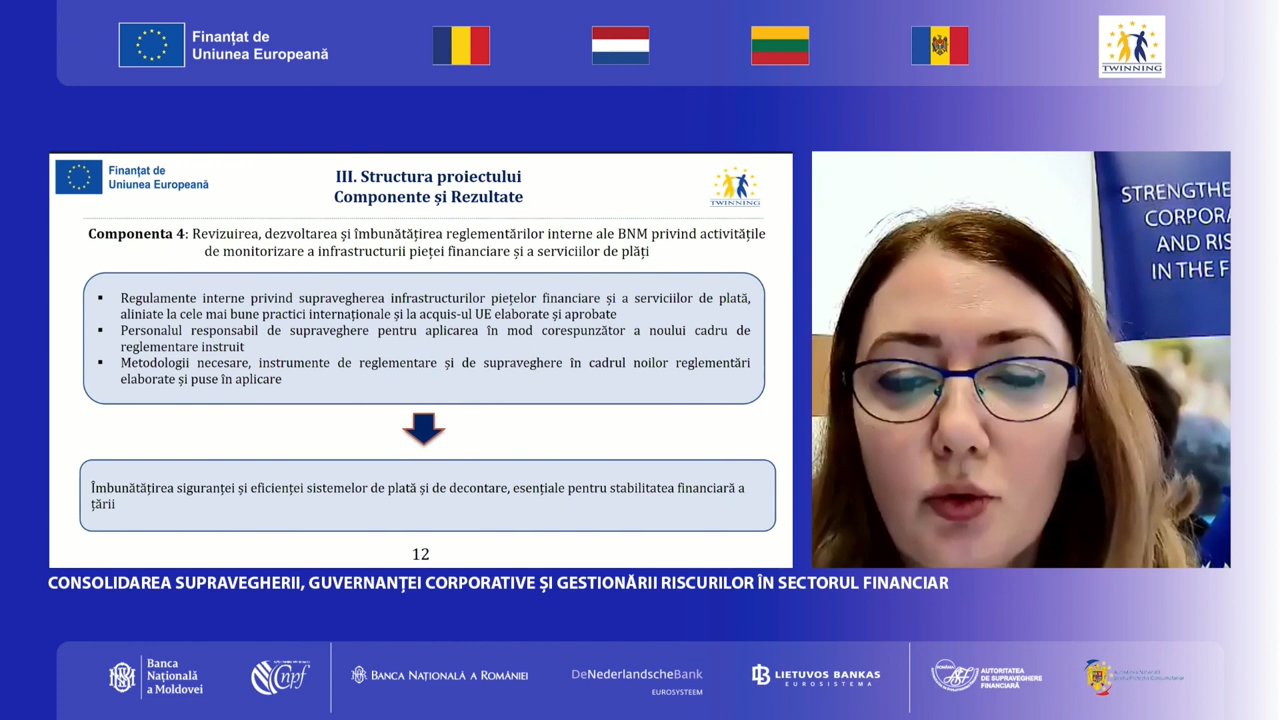 Finanțat de
Uniunea Europeană
TWINNING
Finanțat de
Uniunea Europeană
III. Structura proiectului
Componente și Rezultate
TWINNING
Componenta 4: Revizuirea, dezvoltarea și îmbunătățirea reglementărilor interne ale BNM privind activitățile
de monitorizare a infrastructurii pieței financiare și a serviciilor de plăți
▪ Regulamente interne privind supravegherea infrastructurilor piețelor financiare și a serviciilor de plată,
aliniate la cele mai bune practici internaționale și la acquis-ul UE elaborate și aprobate
▪ Personalul responsabil de supraveghere pentru aplicarea în mod corespunzător a noului cadru de
reglementare instruit
▪ Metodologii necesare, instrumente de reglementare și de supraveghere în cadrul noilor reglementări
elaborate și puse în aplicare
Îmbunătățirea siguranței și eficienței sistemelor de plată și de decontare, esențiale pentru stabilitatea financiară a
țării
12
STRENGTHE
CORPORA
AND RIS
IN THE F
CONSOLIDAREA SUPRAVEGHERII, GUVERNANȚEI CORPORATIVE ȘI GESTIONĂRII RISCURILOR ÎN SECTORUL FINANCIAR
Banca
Națională
a Moldovei
cnpf
BANCA NAȚIONALĂ A ROMÂNIEI
DeNederlandscheBank
EUROSYSTEEM
LIETUVOS BANKAS
EUROSISTEMA
ASF
AUTORITATEA
DE SUPRAVEGHERE
FINANCIARĂ